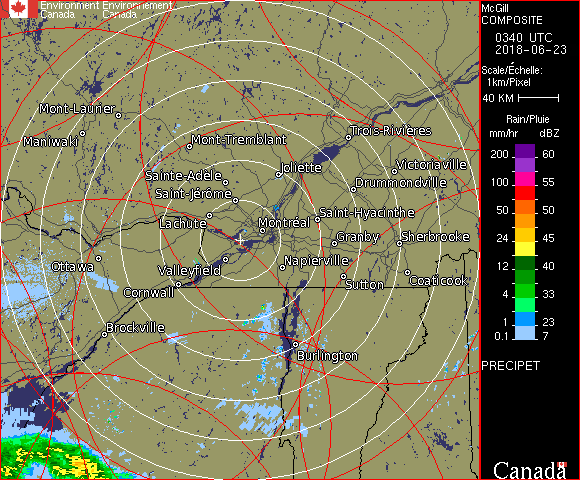 Environment Environnement
Canada Canada
McGill
COMPOSITE
0340 UTC
2018-06-23
Scale/Échelle:
1km/Pixel
40 KM
Rain/Pluie
mm/hr dBZ
200 60
100 55
50 50
24 45
12 40
4 33
1 23
0.1 7
PRECIPET
Canada
Mont-Laurier
Maniwaki
Mont-Tremblant
Trois-Rivières
Sainte-Adèle
Joliette
Victoriaville
Saint-Jérôme
Drummondville
Lachute
Montréal
Saint-Hyacinthe
Granby
Sherbrooke
Ottawa
Valleyfield
Napierville
Cornwall
Sutton
Coaticook
Brockville
Burlington